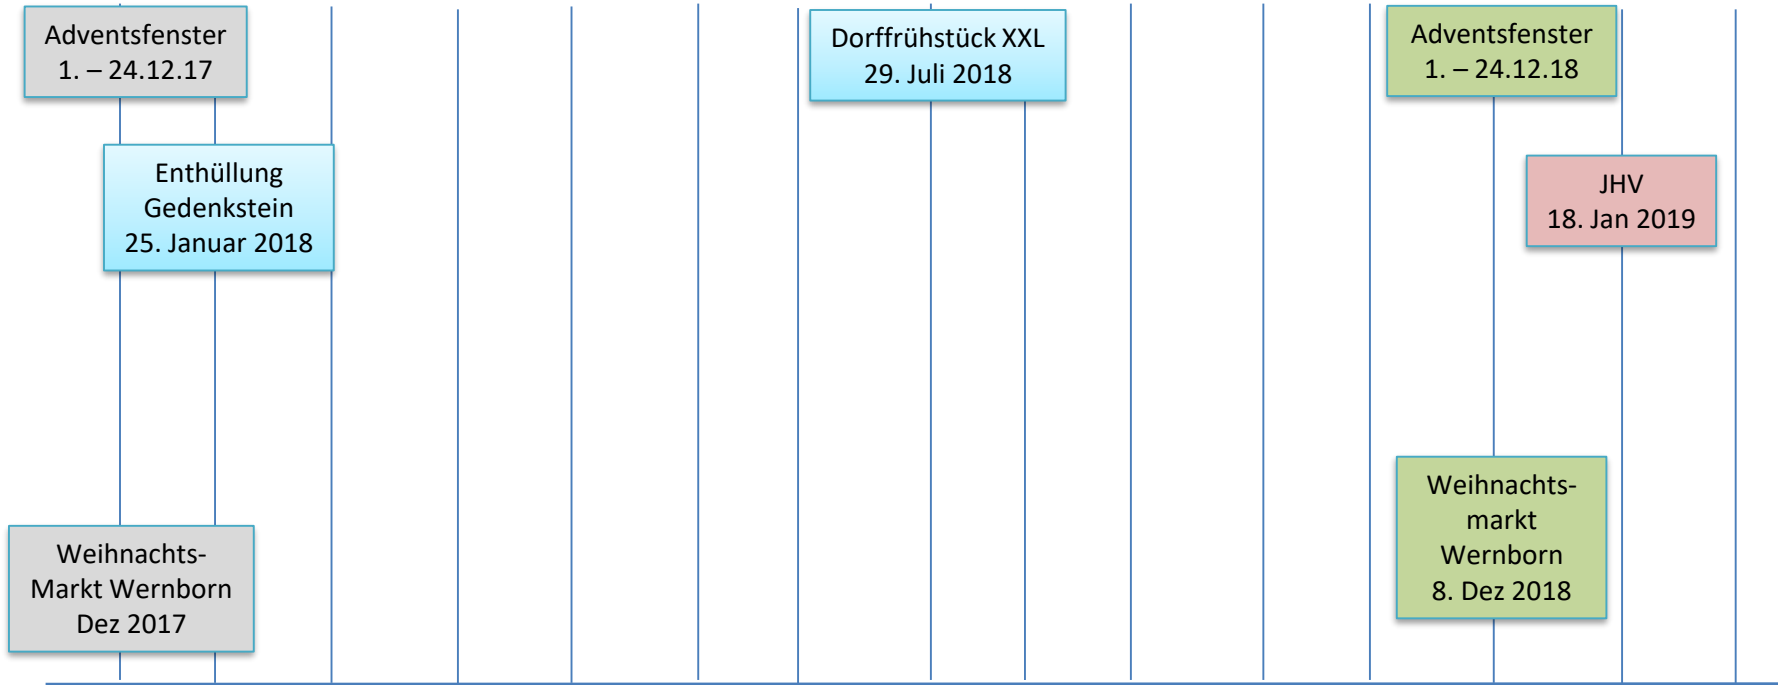 Adventsfenster
1. – 24.12.17
Dorffrühstück XXL
29. Juli 2018
Adventsfenster
1. – 24.12.18
Enthüllung
Gedenkstein
25. Januar 2018
JHV
18. Jan 2019
Weihnachts-
Markt Wernborn
Dez 2017
Weihnachts-
markt
Wernborn
8. Dez 2018